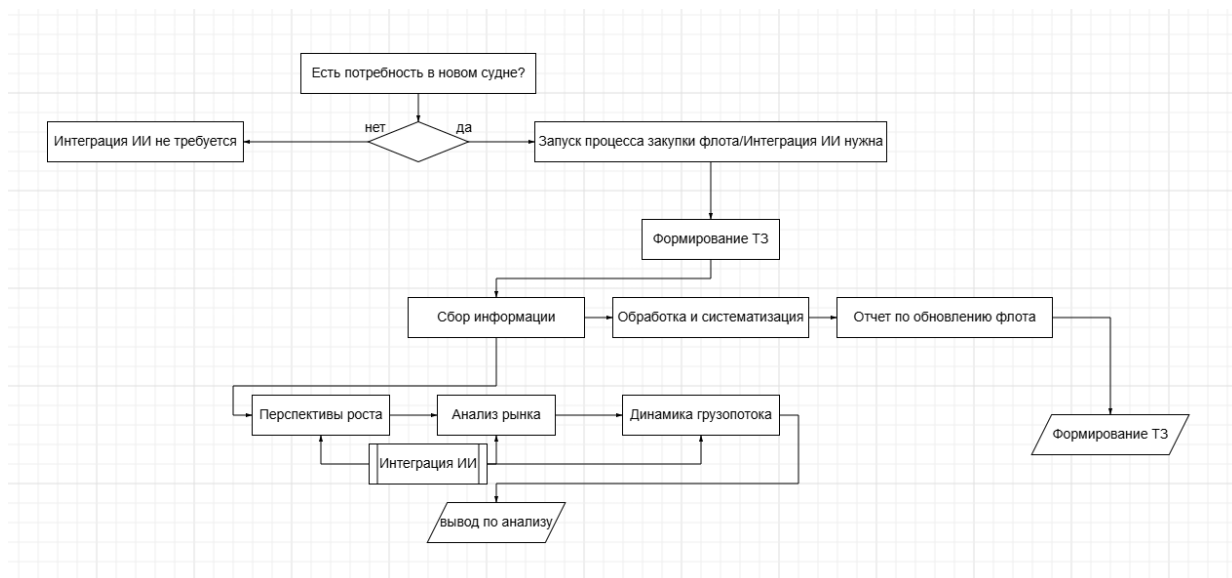 Есть потребность в новом судне?
нет
да
Интеграция ИИ не требуется
Запуск процесса закупки флота/Интеграция ИИ нужна
Формирование ТЗ
Сбор информации
Обработка и систематизация
Отчет по обновлению флота
Перспективы роста
Анализ рынка
Динамика грузопотока
Формирование ТЗ
Интеграция ИИ
вывод по анализу